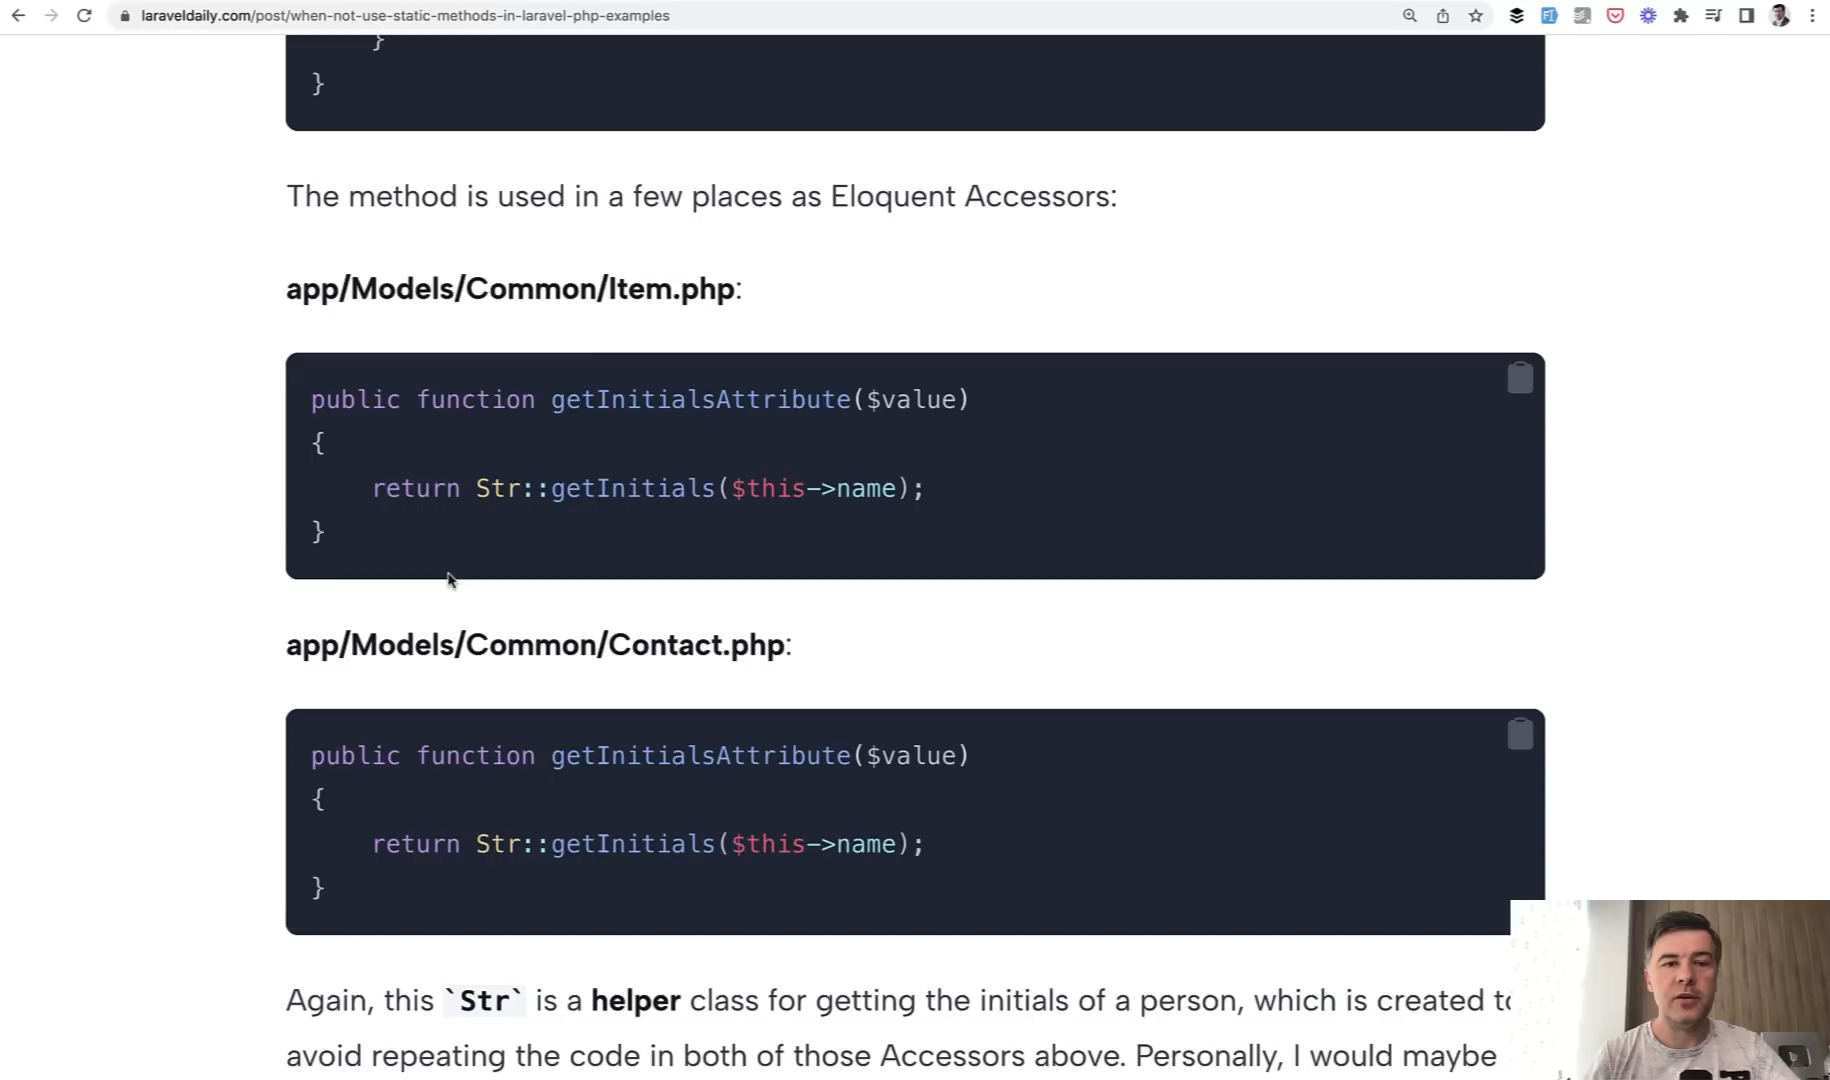 laraveldaily.com/post/when-not-use-static-methods-in-laravel-php-examples
}
}
The method is used in a few places as Eloquent Accessors:
app/Models/Common/Item.php:
public function getInitialsAttribute($value)
{
return Str::getInitials($this->name);
}
app/Models/Common/Contact.php:
public function getInitialsAttribute($value)
{
return Str::getInitials($this->name);
}
Again, this `Str` is a helper class for getting the initials of a person, which is created
avoid repeating the code in both of those Accessors above. Personally, I would maybe